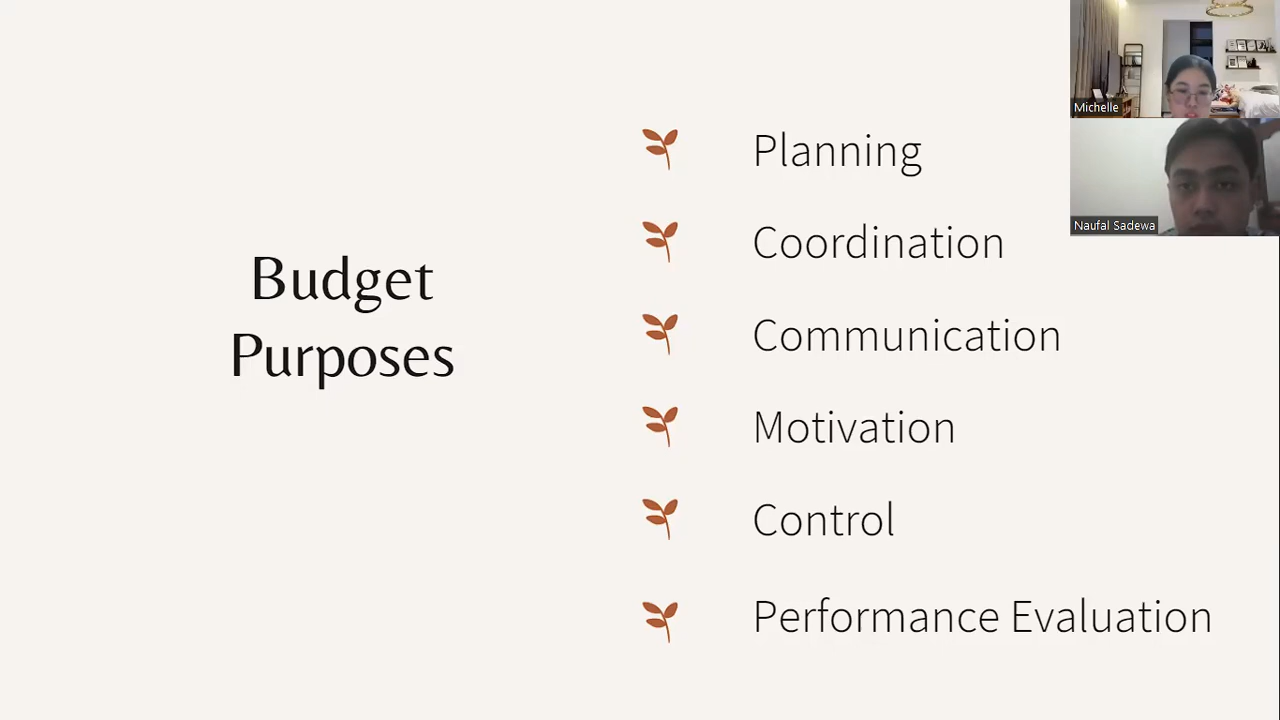 Budget
Purposes
Planning
Coordination
Communication
Motivation
Control
Performance Evaluation
Michelle
Naufal Sadewa